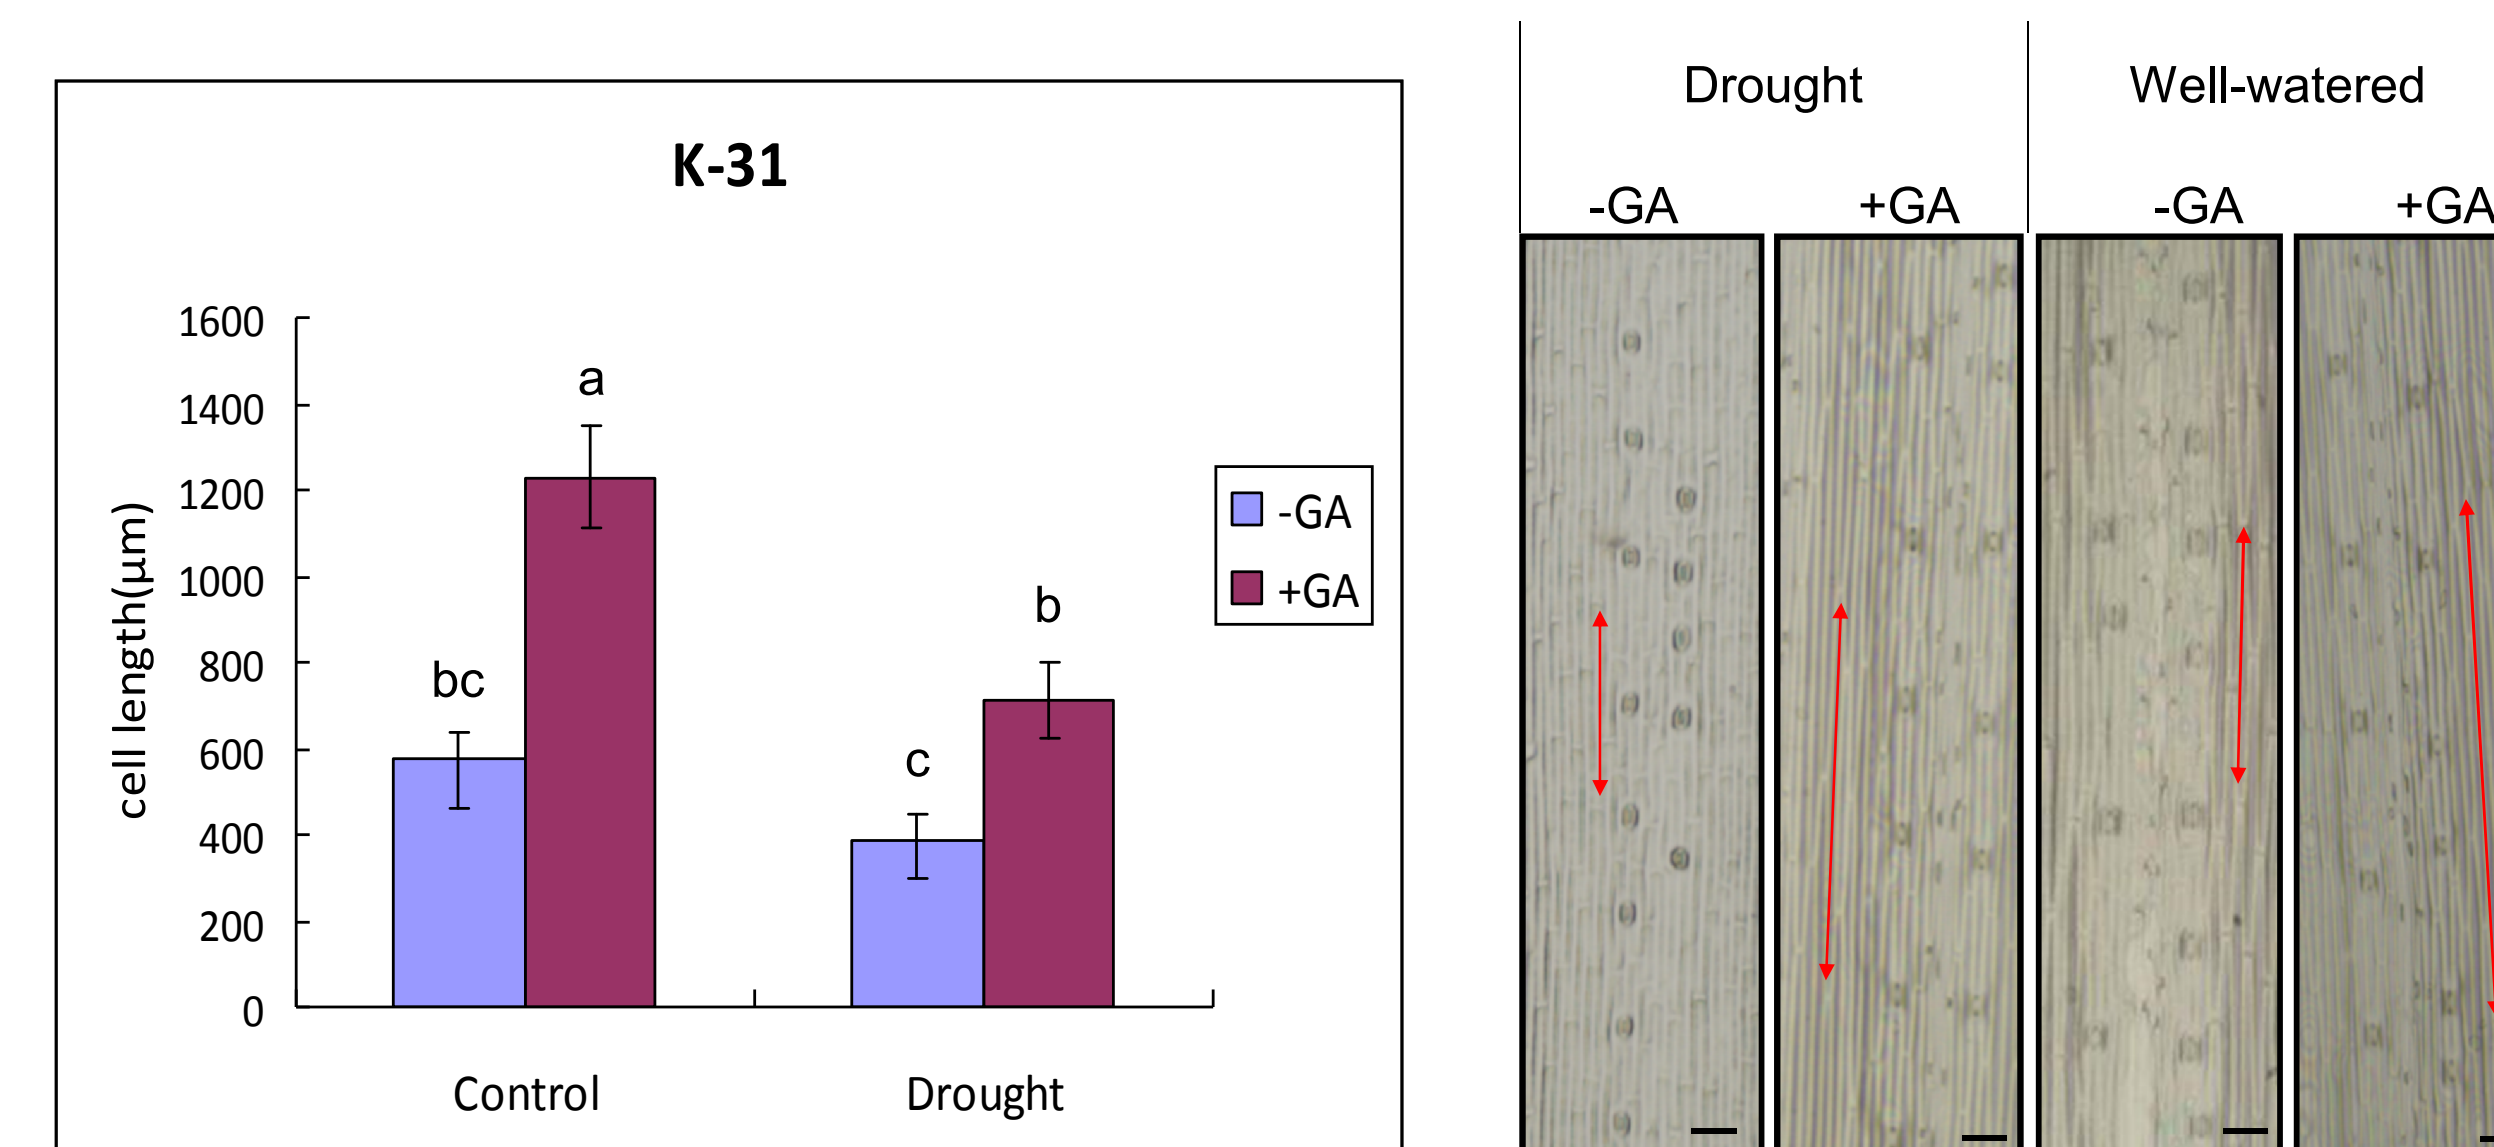 K-31
cell length(μm)
1600
1400
1200
1000
800
600
400
200
0
bc
a
c
b
Control
Drought
-GA
+GA
Drought
Well-watered
-GA
+GA
-GA
+GA